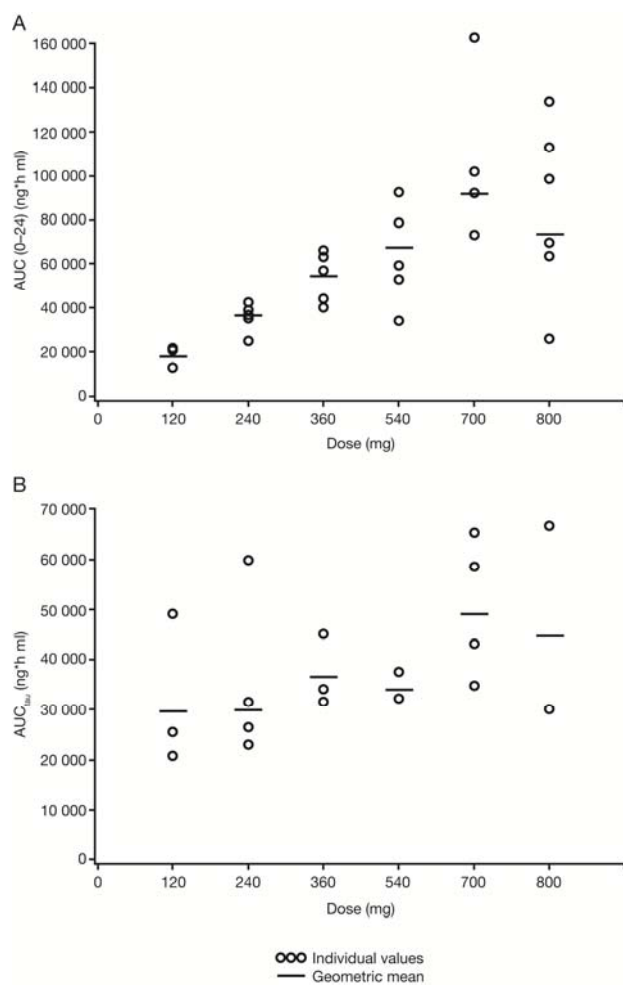 A
160 000
140 000
120 000
100 000
80 000
60 000
40 000
20 000
0
AUC (0–24) (ng*h ml)
0 120 240 360 540 700 800
Dose (mg)
B
70 000
60 000
50 000
40 000
30 000
20 000
10 000
0
AUCtau (ng*h ml)
0 120 240 360 540 700 800
Dose (mg)
Individual values
Geometric mean